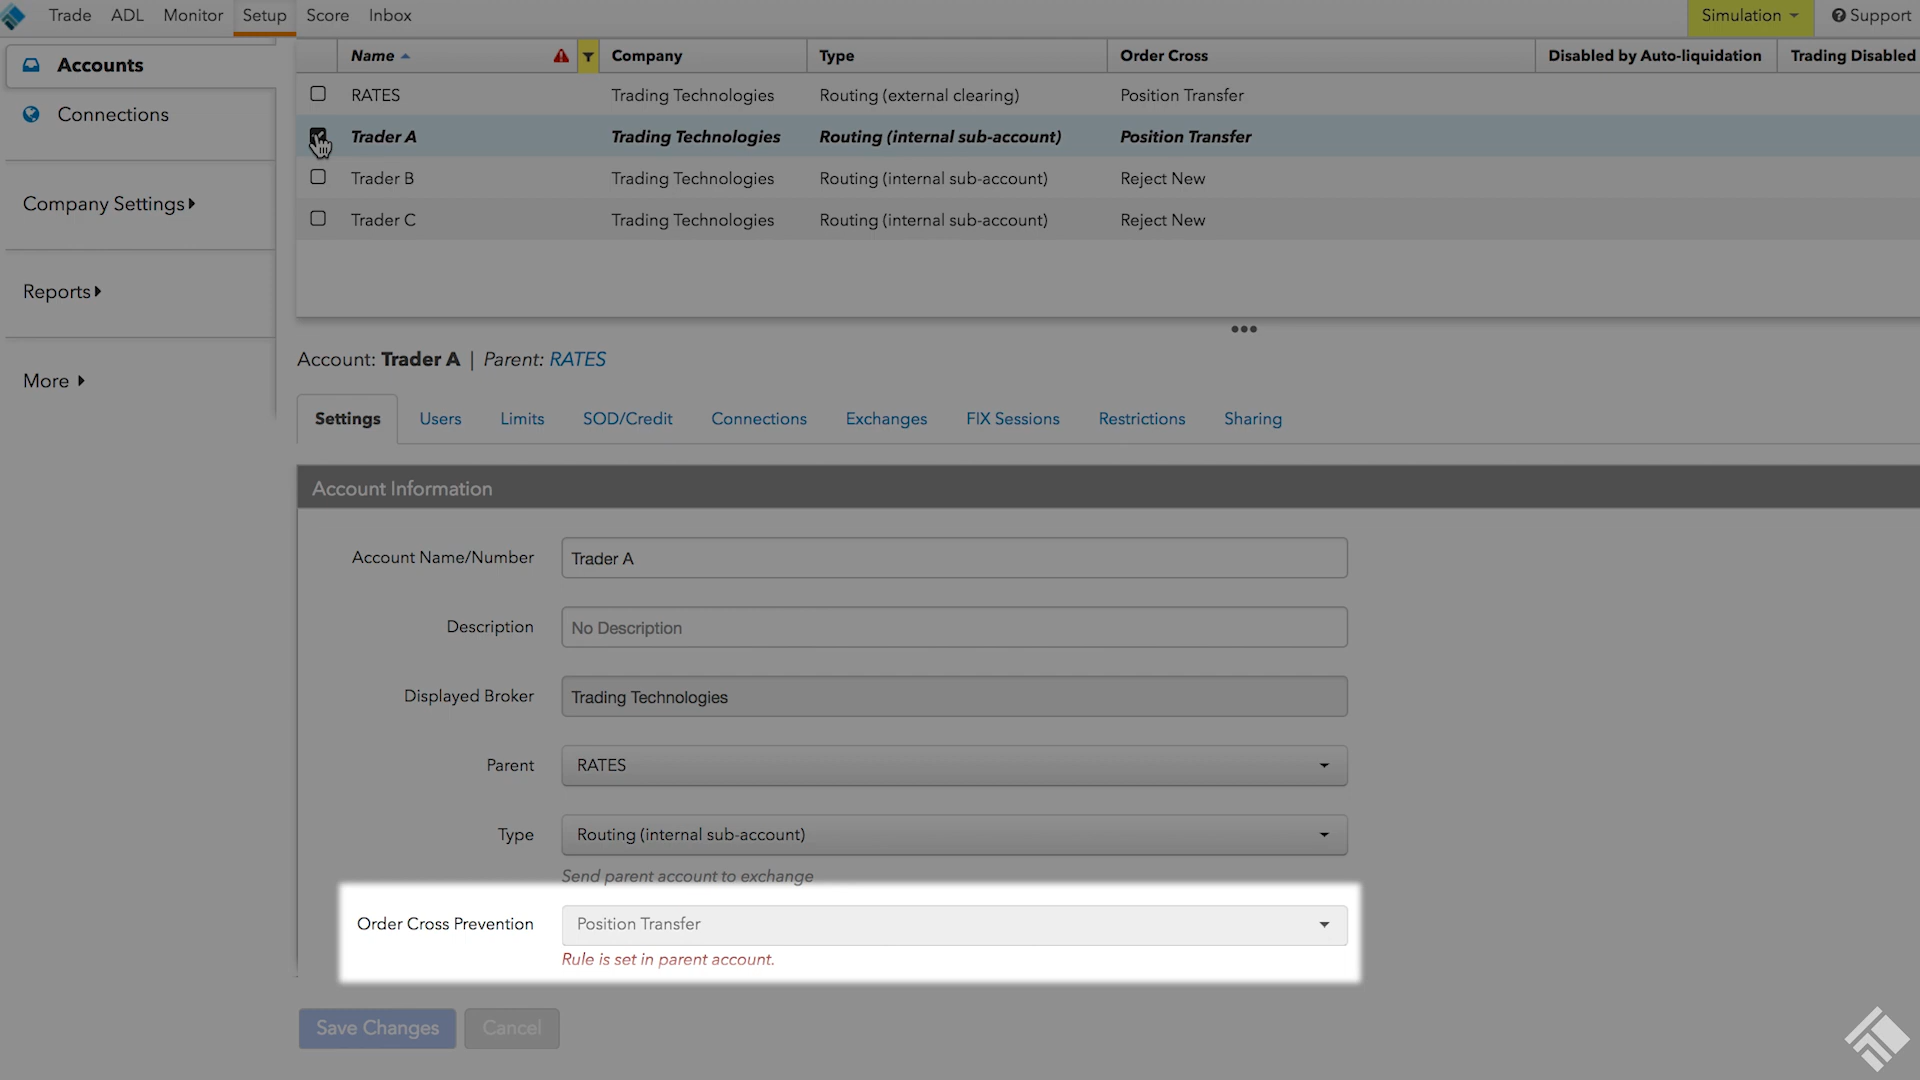 Trade ADL Monitor Setup Score Inbox Simulation Support
Accounts
Connections
Company Settings
Reports
More
Name Company Type Order Cross Disabled by Auto-liquidation Trading Disabled
RATES Trading Technologies Routing (external clearing) Position Transfer
Trader A Trading Technologies Routing (internal sub-account) Position Transfer
Trader B Trading Technologies Routing (internal sub-account) Reject New
Trader C Trading Technologies Routing (internal sub-account) Reject New
Account: Trader A | Parent: RATES
Settings Users Limits SOD/Credit Connections Exchanges FIX Sessions Restrictions Sharing
Account Information
Account Name/Number Trader A
Description No Description
Displayed Broker Trading Technologies
Parent RATES
Type Routing (internal sub-account)
Send parent account to exchange
Order Cross Prevention Position Transfer
Rule is set in parent account.
Save Changes Cancel